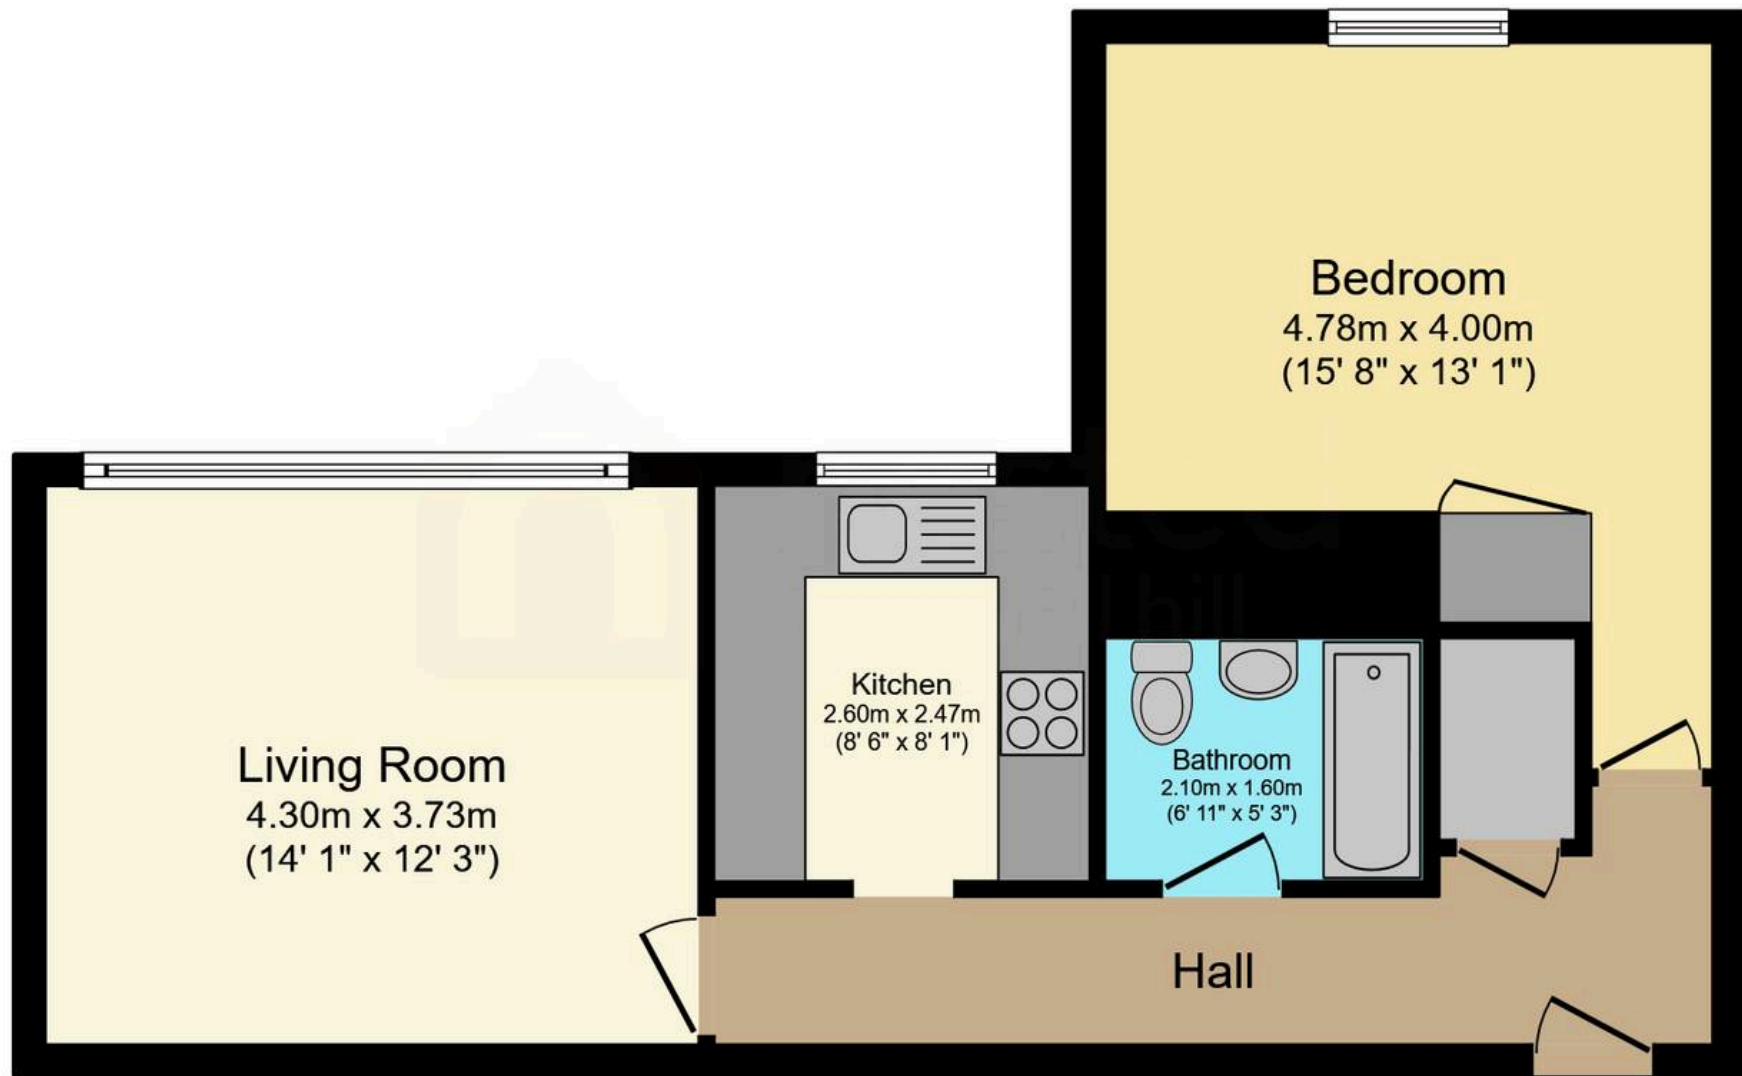 Bedroom
4.78m x 4.00m
(15' 8" x 13' 1")
Kitchen
2.60m x 2.47m
(8' 6" x 8' 1")
Living Room
4.30m x 3.73m
(14' 1" x 12' 3")
Bathroom
2.10m x 1.60m
(6' 11" x 5' 3")
Hall